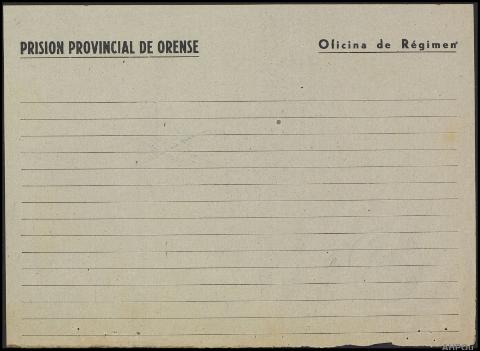 PRISION PROVINCIAL DE ORENSE
Oficina de Régimen